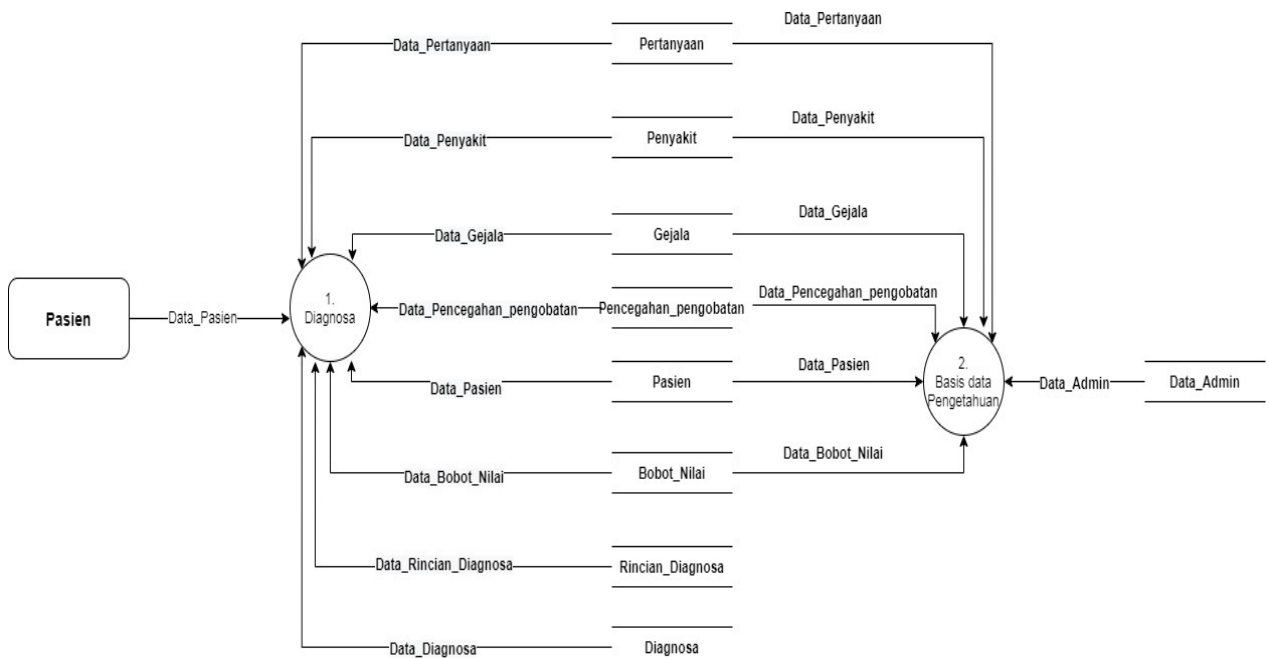 Data_Pertanyaan
Data_Pertanyaan
Pertanyaan
Data_Penyakit
Data_Penyakit
Penyakit
Data_Gejala
Data_Gejala
Gejala
1.
Diagnosa
Data_Pencegahan_pengobatan
Data_Pencegahan_pengobatan
Pencegahan_pengobatan
Pasien
Data_Pasien
Data_Pasien
Data_Pasien
Pasien
2.
Basis data
Pengetahuan
Data_Admin
Data_Admin
Data_Bobot_Nilai
Data_Bobot_Nilai
Bobot_Nilai
Data_Rincian_Diagnosa
Rincian_Diagnosa
Data_Diagnosa
Diagnosa